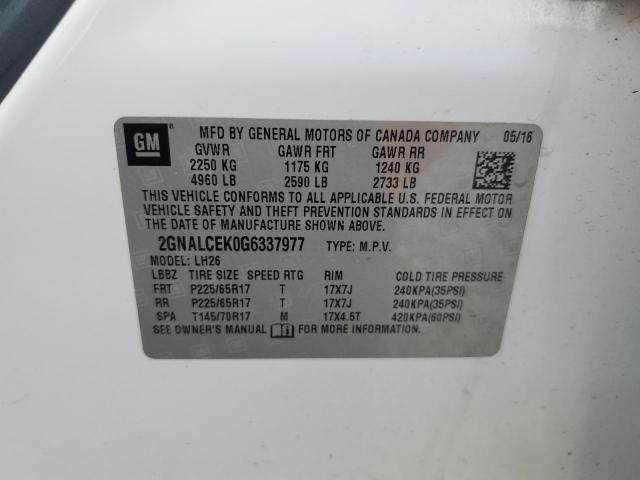 GM ®
MFD BY GENERAL MOTORS OF CANADA COMPANY 05/16
GVWR GAWR FRT GAWR RR
2250 KG 1175 KG 1240 KG
4960 LB 2590 LB 2733 LB
THIS VEHICLE CONFORMS TO ALL APPLICABLE U.S. FEDERAL MOTOR
VEHICLE SAFETY AND THEFT PREVENTION STANDARDS IN EFFECT ON
THE DATE OF MANUFACTURE SHOWN ABOVE.
2GNALCEK0G6337977 TYPE: M.P.V.
MODEL: LH26
LBBZ TIRE SIZE SPEED RTG RIM COLD TIRE PRESSURE
FRT P225/65R17 T 17X7J 240KPA(35PSI)
RR P225/65R17 T 17X7J 240KPA(35PSI)
SPA T145/70R17 M 17X4.5T 420KPA(60PSI)
SEE OWNER'S MANUAL FOR MORE INFORMATION.